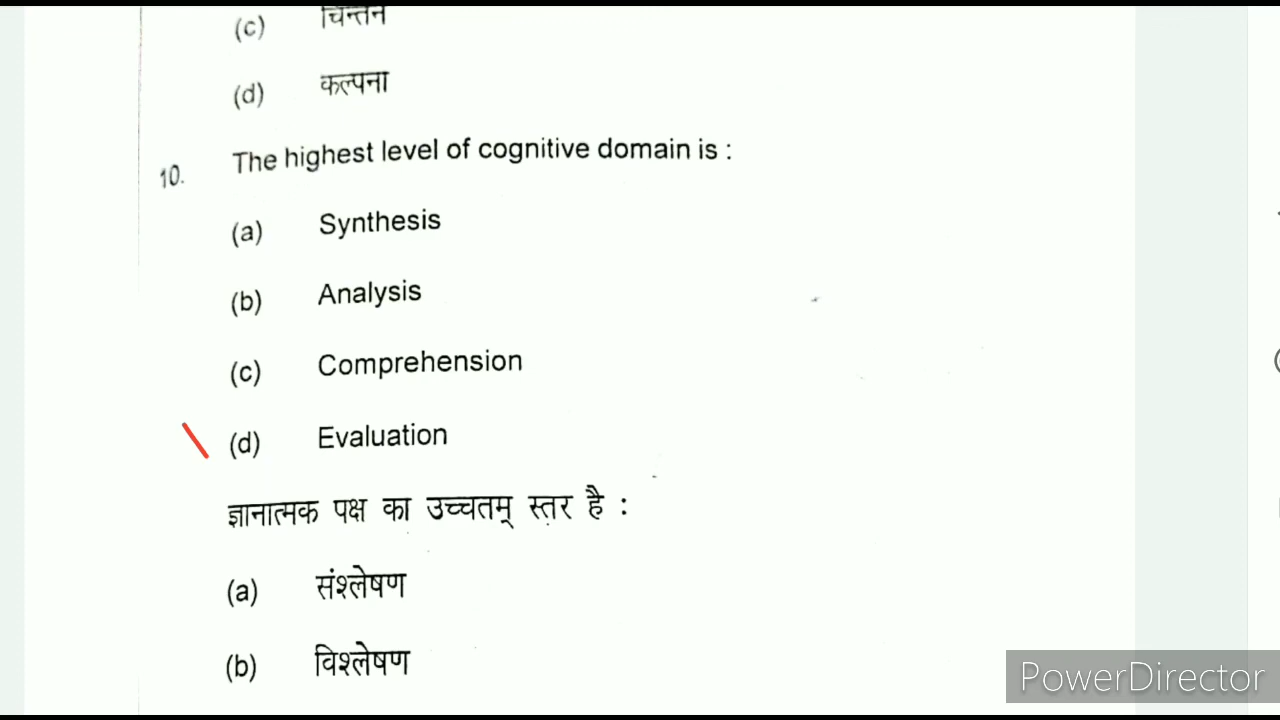 (c) चिन्तन
(d) कल्पना
10. The highest level of cognitive domain is :
(a) Synthesis
(b) Analysis
(c) Comprehension
(d) Evaluation
ज्ञानात्मक पक्ष का उच्चतम् स्तर है :
(a) संश्लेषण
(b) विश्लेषण
PowerDirector